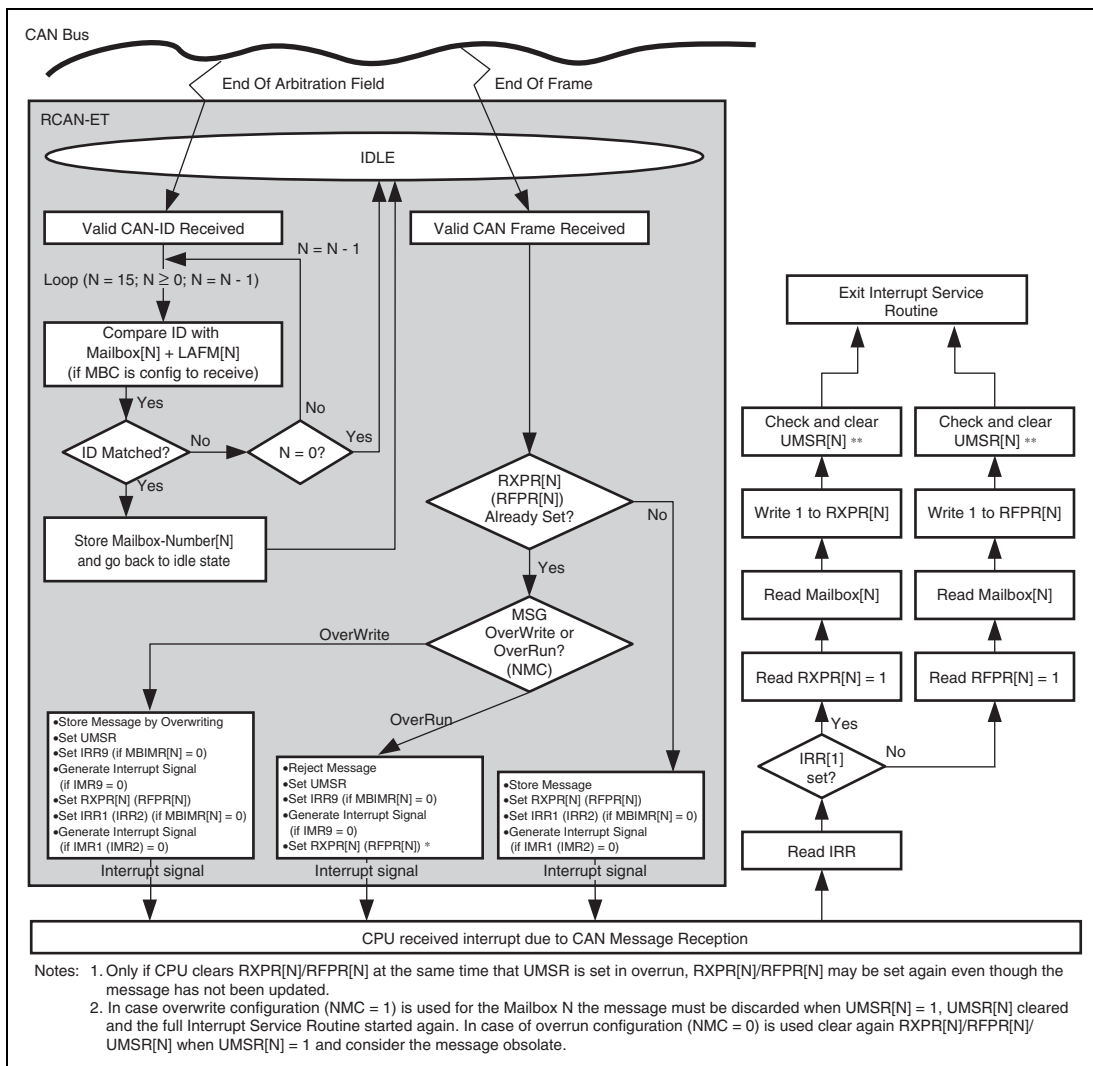 CAN Bus
End Of Arbitration Field
End Of Frame
RCAN-ET
IDLE
Valid CAN-ID Received
Valid CAN Frame Received
N = N - 1
Loop (N = 15; N ≥ 0; N = N - 1)
Compare ID with
Mailbox[N] + LAFM[N]
(if MBC is config to receive)
Yes
No
ID Matched?
No
N = 0?
Yes
Yes
Store Mailbox-Number[N]
and go back to idle state
RXPR[N]
(RFPR[N])
Already Set?
No
Yes
MSG
OverWrite or
OverRun?
(NMC)
OverWrite
OverRun
•Store Message by Overwriting
•Set UMSR
•Set IRR9 (if MBIMR[N] = 0)
•Generate Interrupt Signal
(if IMR9 = 0)
•Set RXPR[N] (RFPR[N])
•Set IRR1 (IRR2) (if MBIMR[N] = 0)
•Generate Interrupt Signal
(if IMR1 (IMR2) = 0)
•Reject Message
•Set UMSR
•Set IRR9 (if MBIMR[N] = 0)
•Generate Interrupt Signal
(if IMR9 = 0)
•Set RXPR[N] (RFPR[N]) *
•Store Message
•Set RXPR[N] (RFPR[N])
•Set IRR1 (IRR2) (if MBIMR[N] = 0)
•Generate Interrupt Signal
(if IMR1 (IMR2) = 0)
Interrupt signal
Interrupt signal
Interrupt signal
Exit Interrupt Service
Routine
Check and clear
UMSR[N] **
Check and clear
UMSR[N] **
Write 1 to RXPR[N]
Write 1 to RFPR[N]
Read Mailbox[N]
Read Mailbox[N]
Read RXPR[N] = 1
Read RFPR[N] = 1
Yes
IRR[1]
set?
No
Read IRR
CPU received interrupt due to CAN Message Reception
Notes: 1. Only if CPU clears RXPR[N]/RFPR[N] at the same time that UMSR is set in overrun, RXPR[N]/RFPR[N] may be set again even though the
message has not been updated.
2. In case overwrite configuration (NMC = 1) is used for the Mailbox N the message must be discarded when UMSR[N] = 1, UMSR[N] cleared
and the full Interrupt Service Routine started again. In case of overrun configuration (NMC = 0) is used clear again RXPR[N]/RFPR[N]/
UMSR[N] when UMSR[N] = 1 and consider the message obsolate.